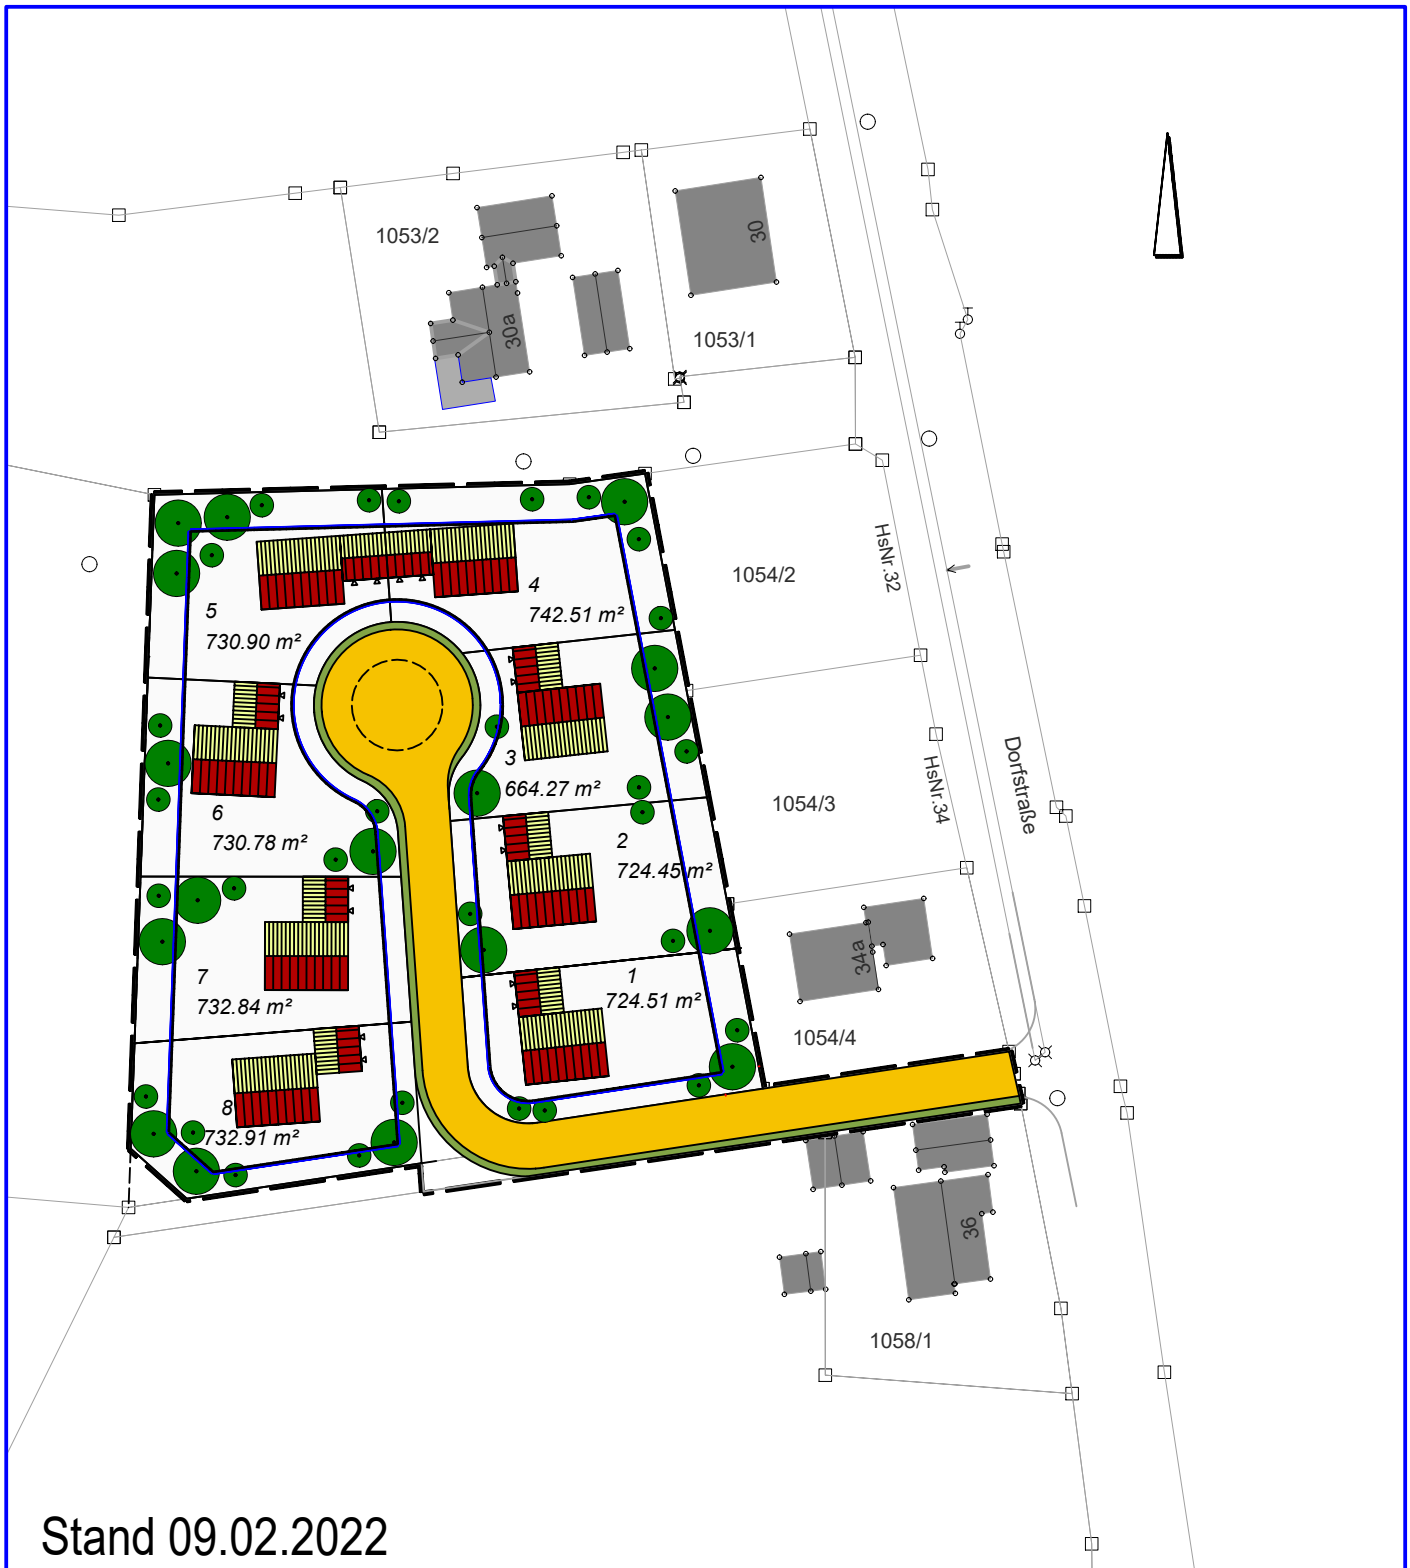 1053/2
30
30a
1053/1
HsNr.32
1054/2
4
742.51 m²
5
730.90 m²
3
664.27 m²
Dorfstraße
HsNr.34
1054/3
6
730.78 m²
2
724.45 m²
34a
7
732.84 m²
1
724.51 m²
1054/4
8
732.91 m²
36
1058/1
Stand 09.02.2022